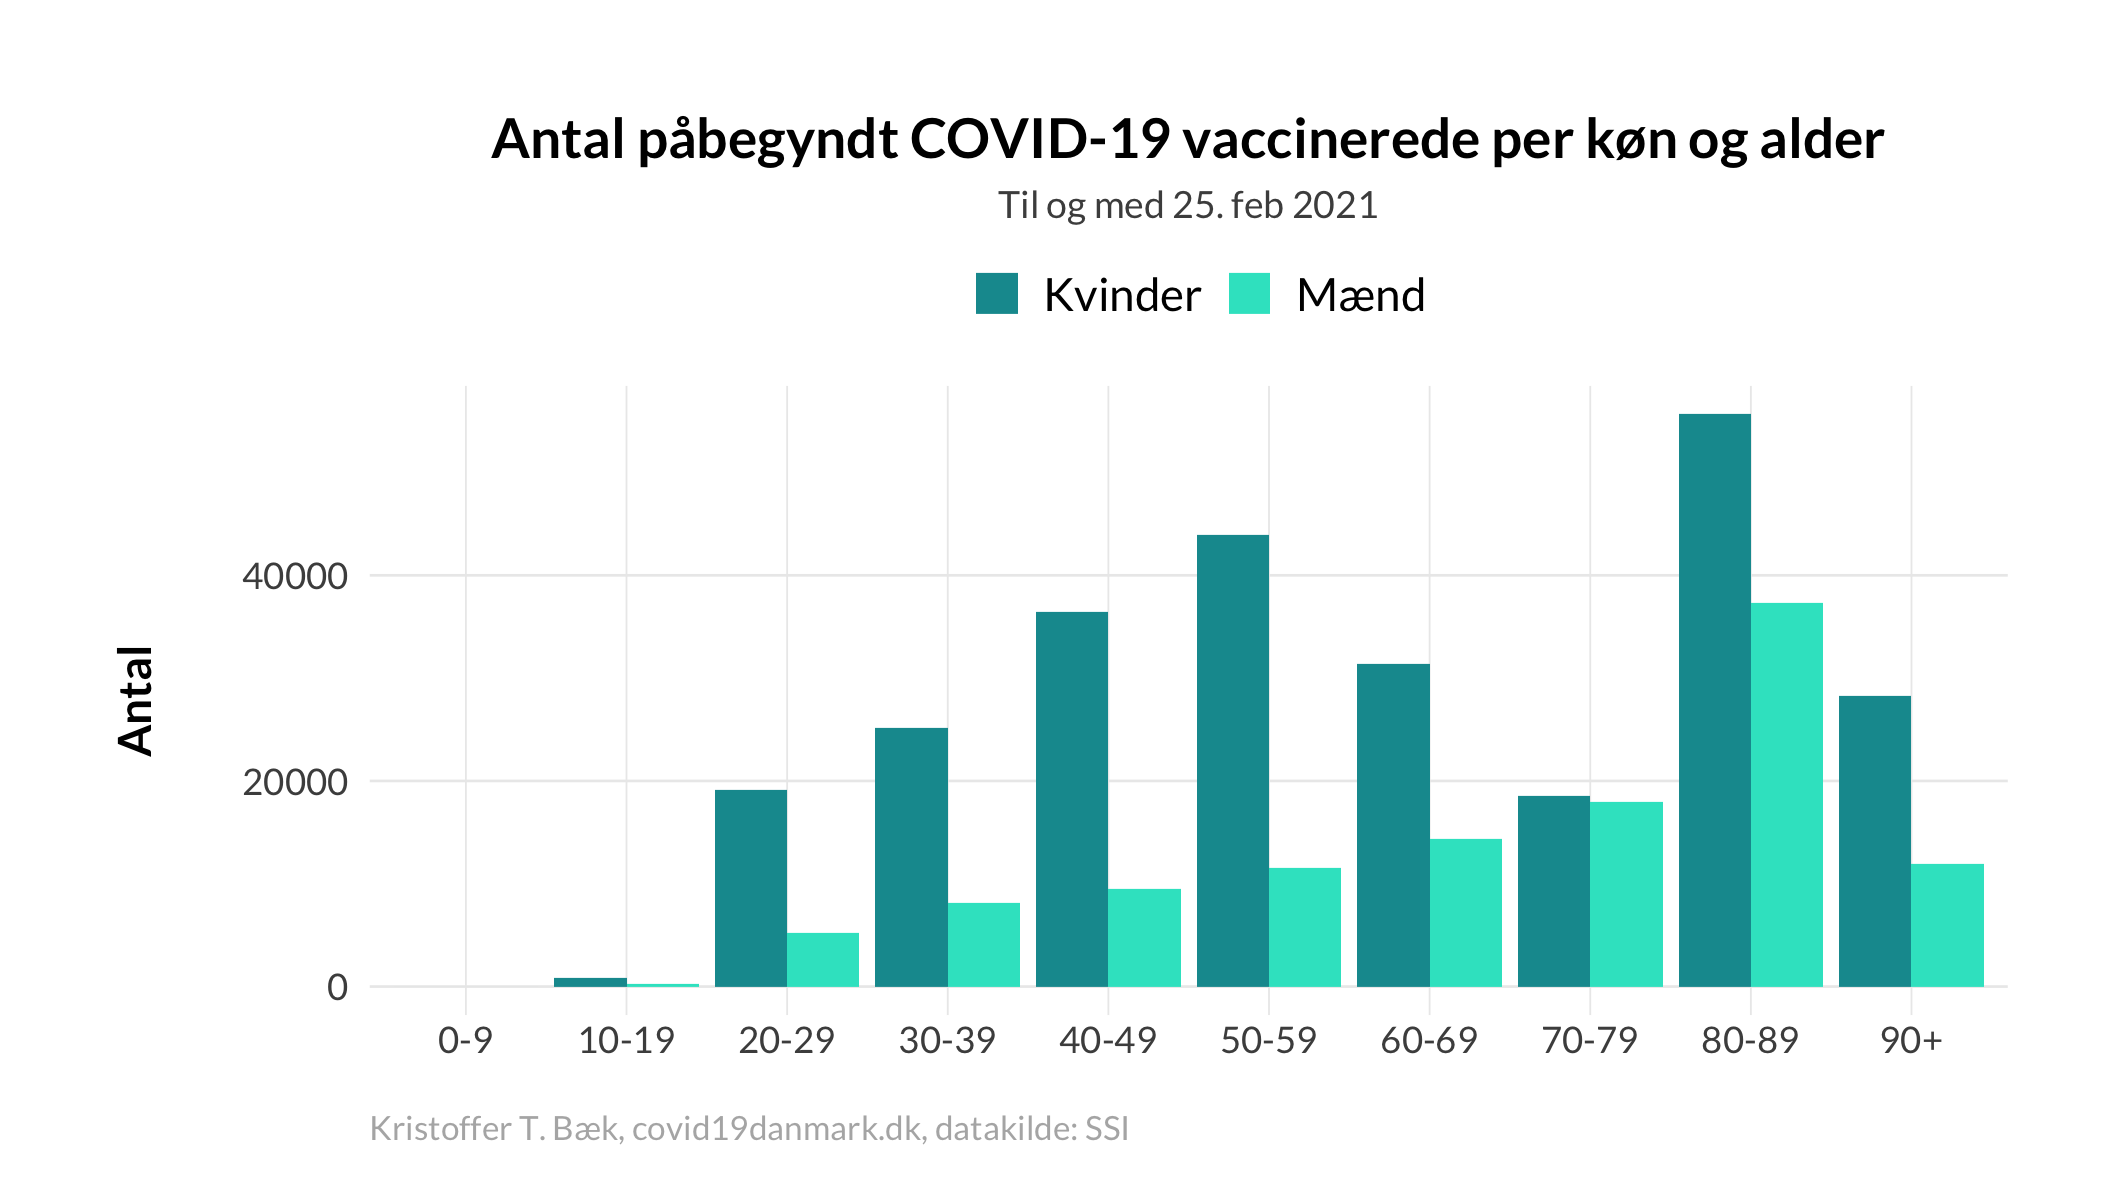 Antal påbegyndt COVID-19 vaccinerede per køn og alder
Til og med 25. feb 2021
Kvinder Mænd
Antal
40000
20000
0
0-9 10-19 20-29 30-39 40-49 50-59 60-69 70-79 80-89 90+
Kristoffer T. Bæk, covid19danmark.dk, datakilde: SSI